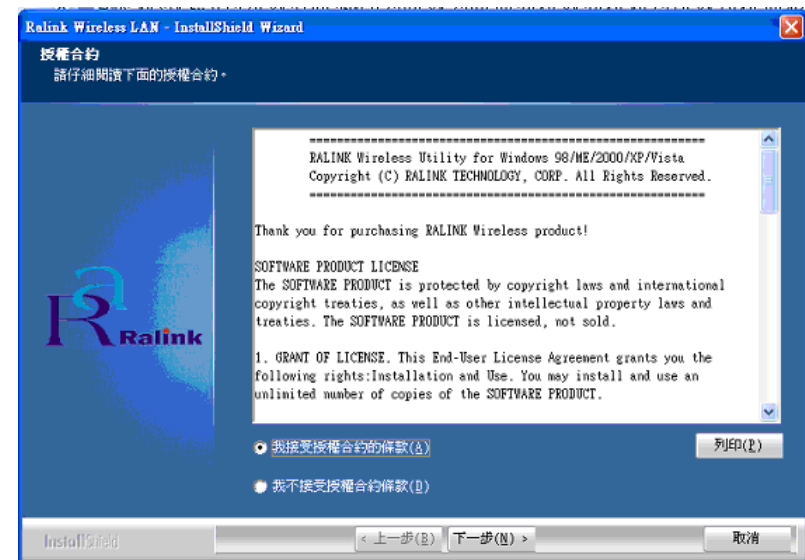 Ralink Wireless LAN - InstallShield Wizard
授權合約
請仔細閱讀下面的授權合約。
================================================
RALINK Wireless Utility for Windows 98/ME/2000/XP/Vista
Copyright (C) RALINK TECHNOLOGY, CORP. All Rights Reserved.
================================================
Thank you for purchasing RALINK Wireless product!
SOFTWARE PRODUCT LICENSE
The SOFTWARE PRODUCT is protected by copyright laws and international
copyright treaties, as well as other intellectual property laws and
treaties. The SOFTWARE PRODUCT is licensed, not sold.
1. GRANT OF LICENSE. This End-User License Agreement grants you the
following rights:Installation and Use. You may install and use an
unlimited number of copies of the SOFTWARE PRODUCT.
Ralink
我接受授權合約的條款(A)
列印(P)
我不接受授權合約條款(D)
InstallShield
< 上一步(B) 下一步(N) > 取消